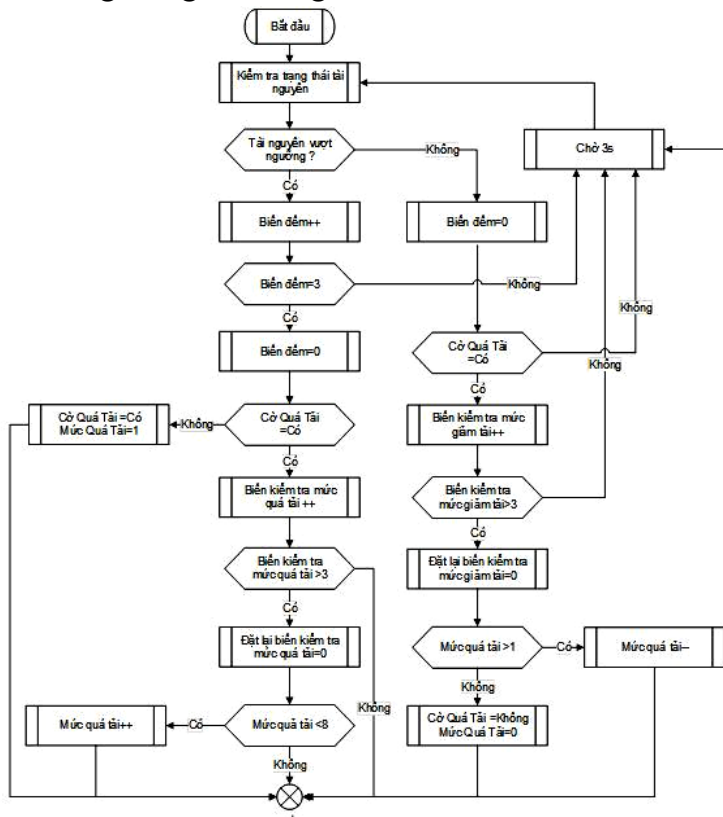 Bắt đầu
Kiểm tra trạng thái tài
nguyên
Tài nguyên vượt
ngưỡng ?
Không
Chờ 3s
Có
Biến đếm++
Biến đếm=0
Biến đếm=3
Không
Không
Có
Biến đếm=0
Cờ Quá Tải
=Có
Không
Có
Cờ Quá Tải =Có
Mức Quá Tải=1
Không
Cờ Quá Tải
=Có
Biến kiểm tra mức
giảm tải++
Có
Biến kiểm tra mức
quá tải ++
Biến kiểm tra
mức giảm tải>3
Có
Biến kiểm tra
mức quá tải >3
Đặt lại biến kiểm tra
mức giảm tải=0
Có
Đặt lại biến kiểm tra
mức quá tải=0
Mức quá tải >1
Có
Mức quá tải--
Không
Không
Mức quá tải++
Có
Mức quá tải <8
Cờ Quá Tải =Không
Mức Quá Tải=0
Không